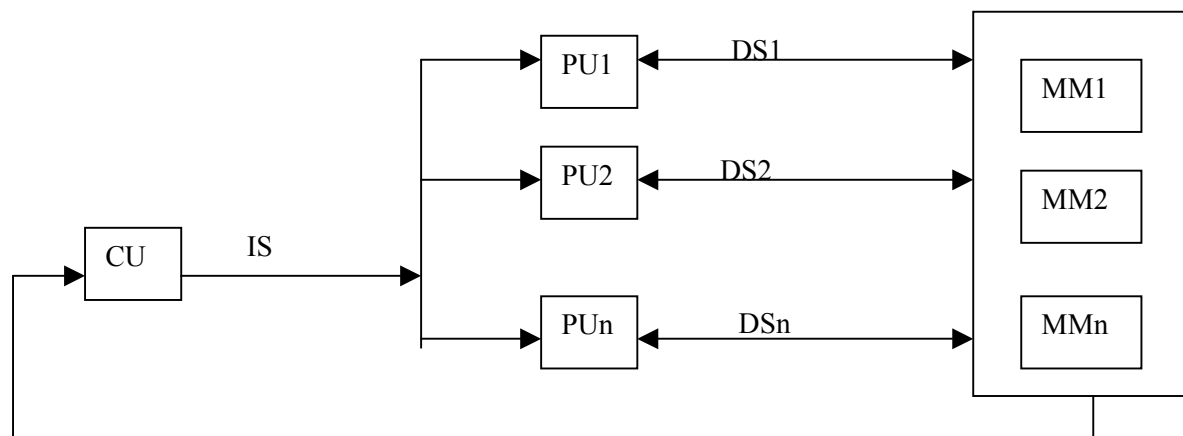 PU1
DS1
MM1
PU2
DS2
MM2
CU
IS
PUn
DSn
MMn